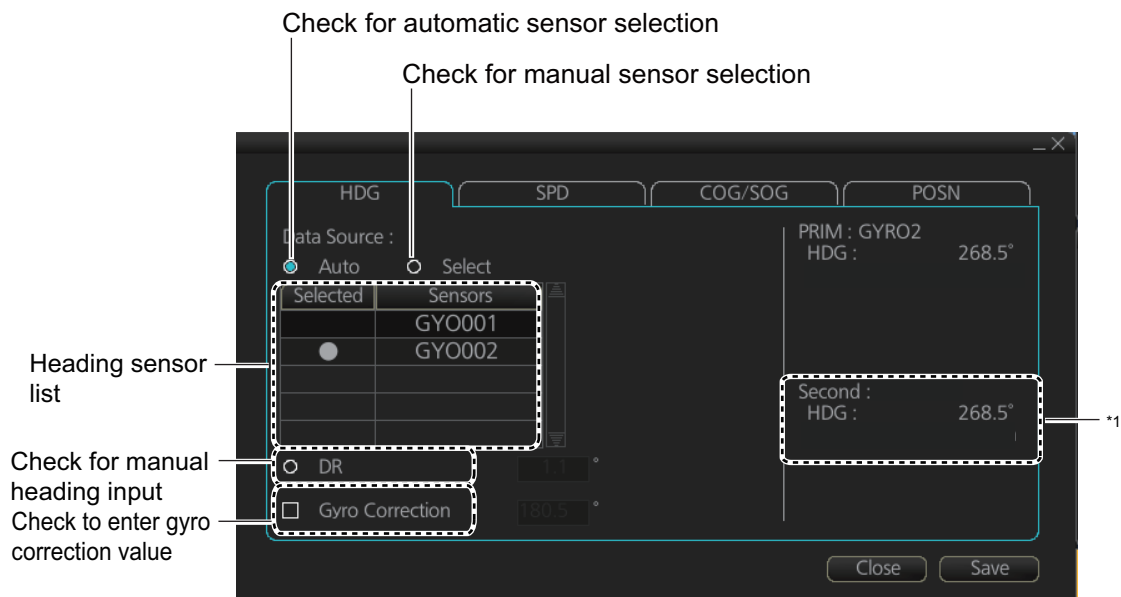 Check for automatic sensor selection
Check for manual sensor selection
HDG
SPD
COG/SOG
POSN
Data Source :
Auto
Select
Selected
Sensors
GYO001
GYO002
PRIM : GYRO2
HDG : 268.5°
Second :
HDG : 268.5°
*1
Heading sensor
list
DR
1.1 °
Gyro Correction
180.5 °
Check for manual
heading input
Check to enter gyro
correction value
Close
Save